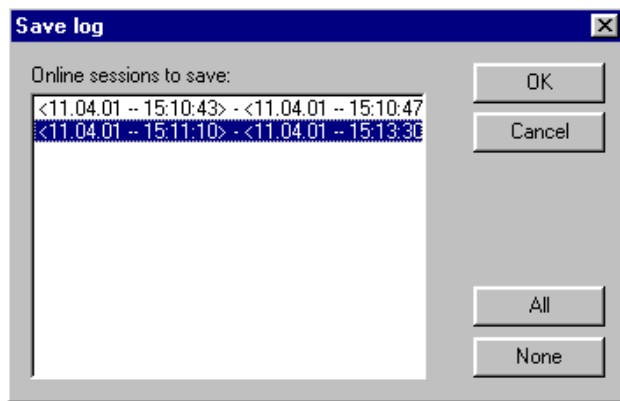 Save log
Online sessions to save:
<11.04.01 -- 15:10:43> - <11.04.01 -- 15:10:47
<11.04.01 -- 15:11:10> - <11.04.01 -- 15:13:30
OK
Cancel
All
None